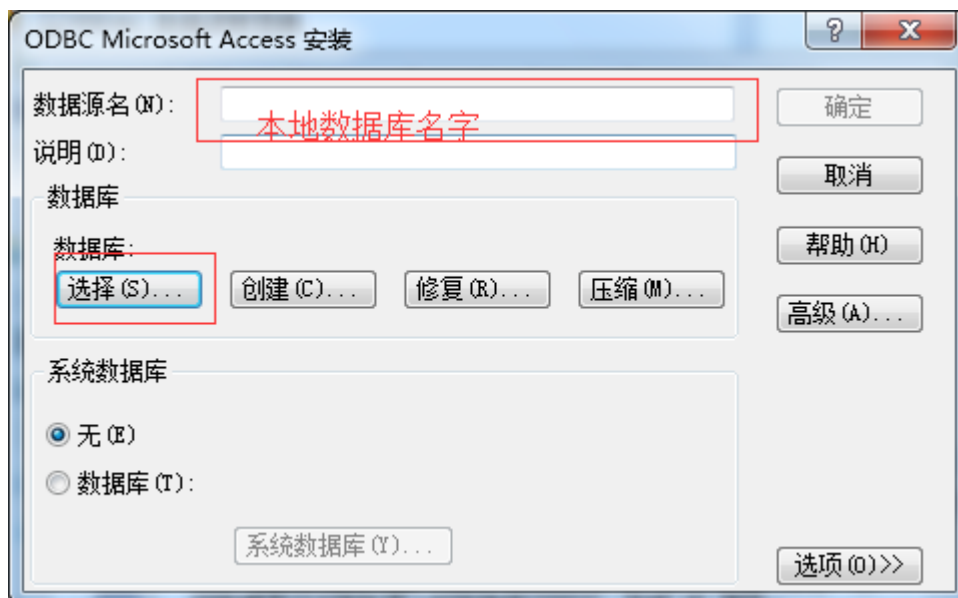 ODBC Microsoft Access 安装
数据源名(N):
本地数据库名字
确定
说明(D):
取消
数据库
数据库:
帮助(H)
选择(S)... 创建(C)... 修复(R)... 压缩(M)...
高级(A)...
系统数据库
无(E)
数据库(T):
系统数据库(Y)...
选项(O)>>